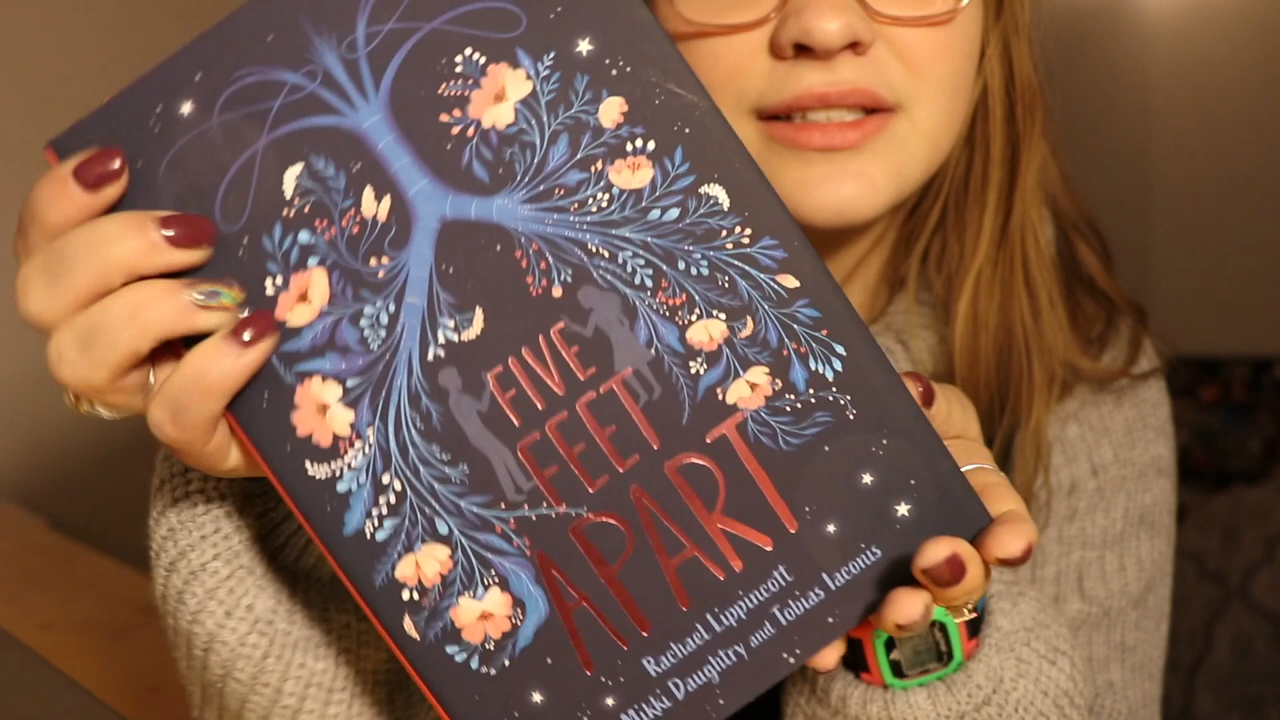 FIVE
FEET
APART
Rachael Lippincott
Mikki Daughtry and Tobias Iaconis